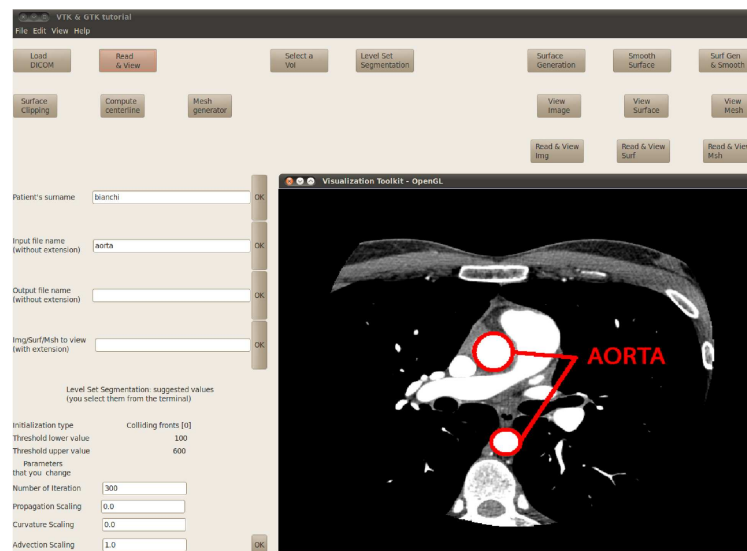 VTK & GTK tutorial
File Edit View Help
Load
DICOM
Read
& View
Select a
VoI
Level Set
Segmentation
Surface
Generation
Smooth
Surface
Surf Gen
& Smooth
Surface
Clipping
Compute
centerline
Mesh
generator
View
Image
View
Surface
View
Mesh
Read & View
Img
Read & View
Surf
Read & View
Msh
Visualization Toolkit - OpenGL
Patient's surname bianchi OK
Input file name
(without extension) aorta OK
Output file name
(without extension) OK
Img/Surf/Msh to view
(with extension) OK
AORTA
Level Set Segmentation: suggested values
(you select them from the terminal)
Initialization type Colliding fronts [0]
Threshold lower value 100
Threshold upper value 600
Parameters
that you change
Number of Iteration 300
Propagation Scaling 0.0
Curvature Scaling 0.0
Advection Scaling 1.0 OK